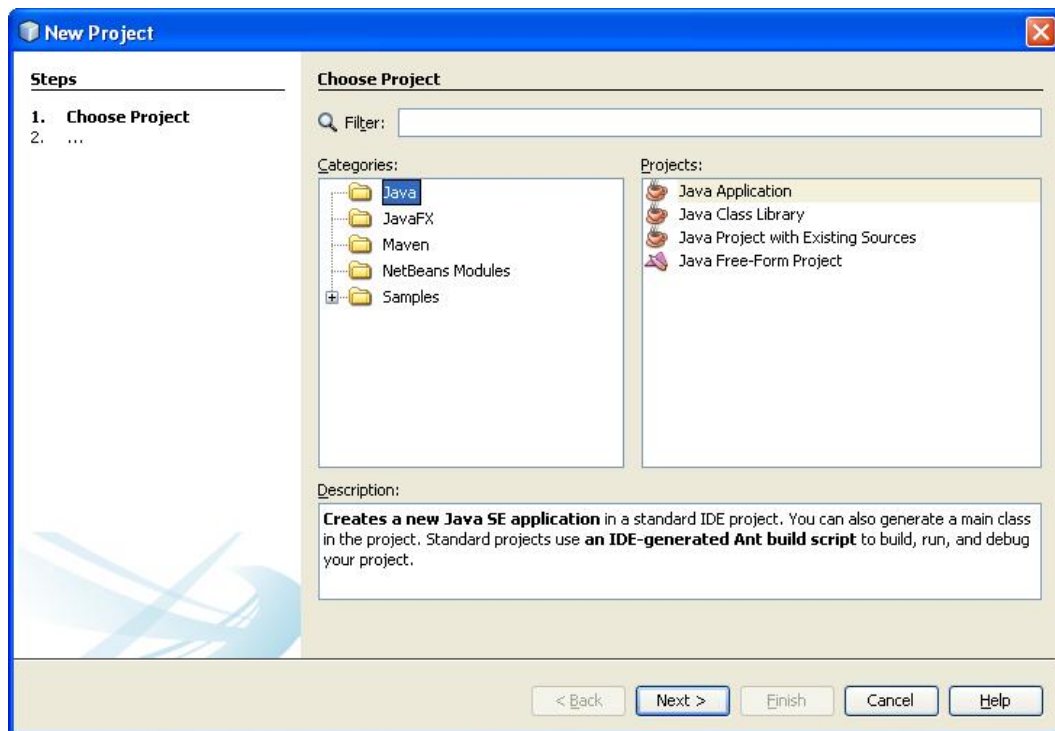 New Project
Steps
1. Choose Project
2. ...
Choose Project
Filter:
Categories:
Java
JavaFX
Maven
NetBeans Modules
Samples
Projects:
Java Application
Java Class Library
Java Project with Existing Sources
Java Free-Form Project
Description:
Creates a new Java SE application in a standard IDE project. You can also generate a main class
in the project. Standard projects use an IDE-generated Ant build script to build, run, and debug
your project.
< Back
Next >
Finish
Cancel
Help